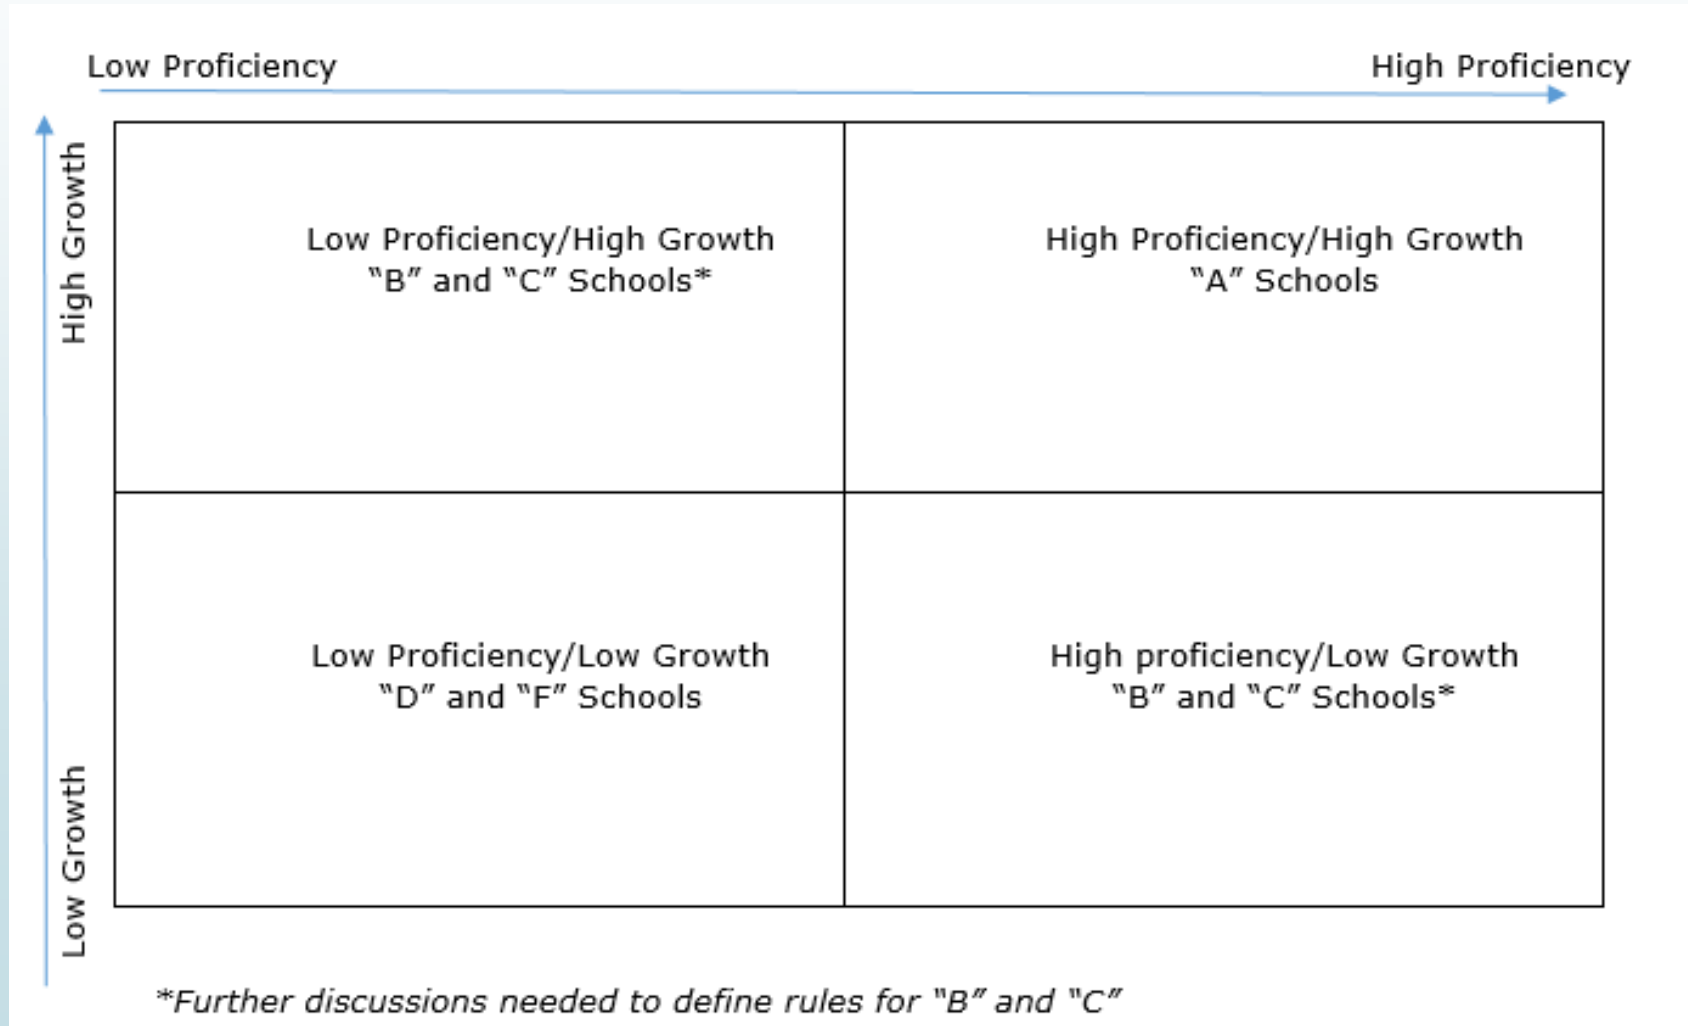 Low Proficiency
High Proficiency
High Growth
Low Proficiency/High Growth
“B” and “C” Schools*
High Proficiency/High Growth
“A” Schools
Low Proficiency/Low Growth
“D” and “F” Schools
High proficiency/Low Growth
“B” and “C” Schools*
Low Growth
*Further discussions needed to define rules for “B” and “C”